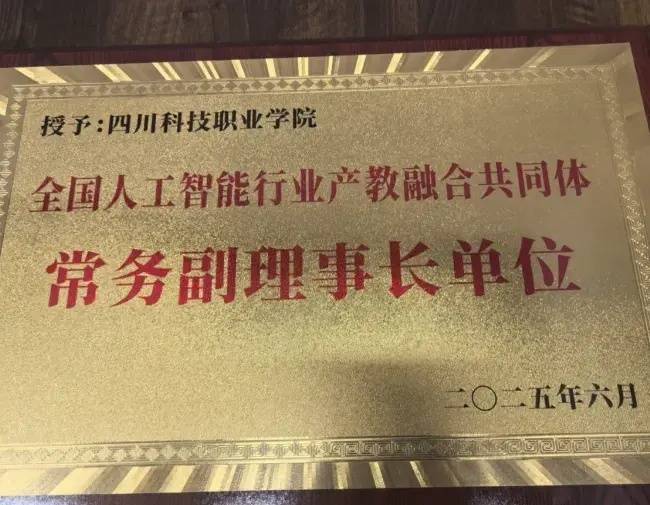 授予:四川科技职业学院
全国人工智能行业产教融合共同体
常务副理事长单位
二〇二五年六月